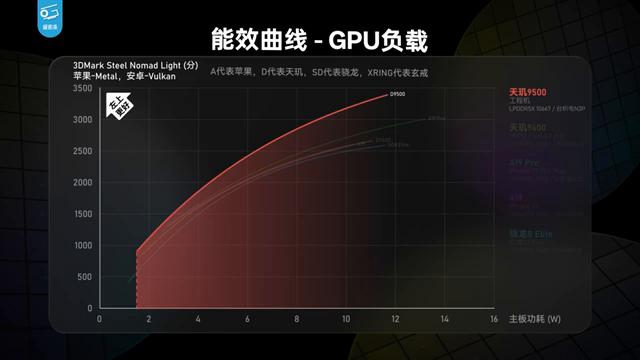 能效曲线 - GPU负载
3DMark Steel Nomad Light (分)
苹果-Metal，安卓-Vulkan
A代表苹果，D代表天玑，SD代表骁龙，XRING代表玄戒
左上更好
3500
3000
2500
2000
1500
1000
500
0
0 2 4 6 8 10 12 14 16
主板功耗 (W)
D9500
天玑9500
工程机
LPDDR5X 10667 / 台积电N3P
天玑9400
A19 Pro
A19
骁龙8 Elite